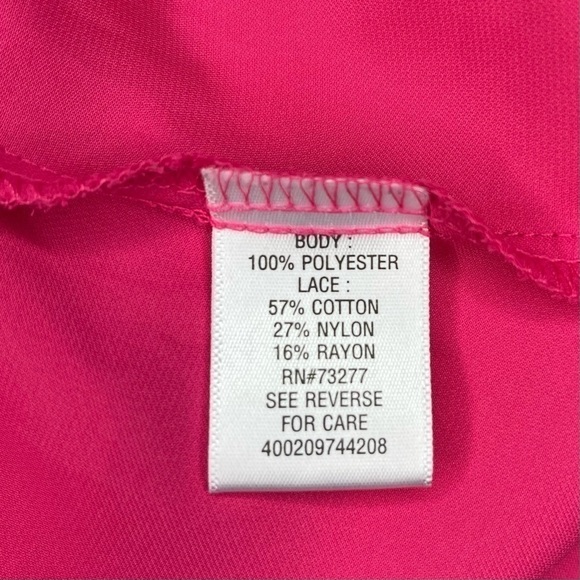 BODY :
100% POLYESTER
LACE :
57% COTTON
27% NYLON
16% RAYON
RN#73277
SEE REVERSE
FOR CARE
400209744208